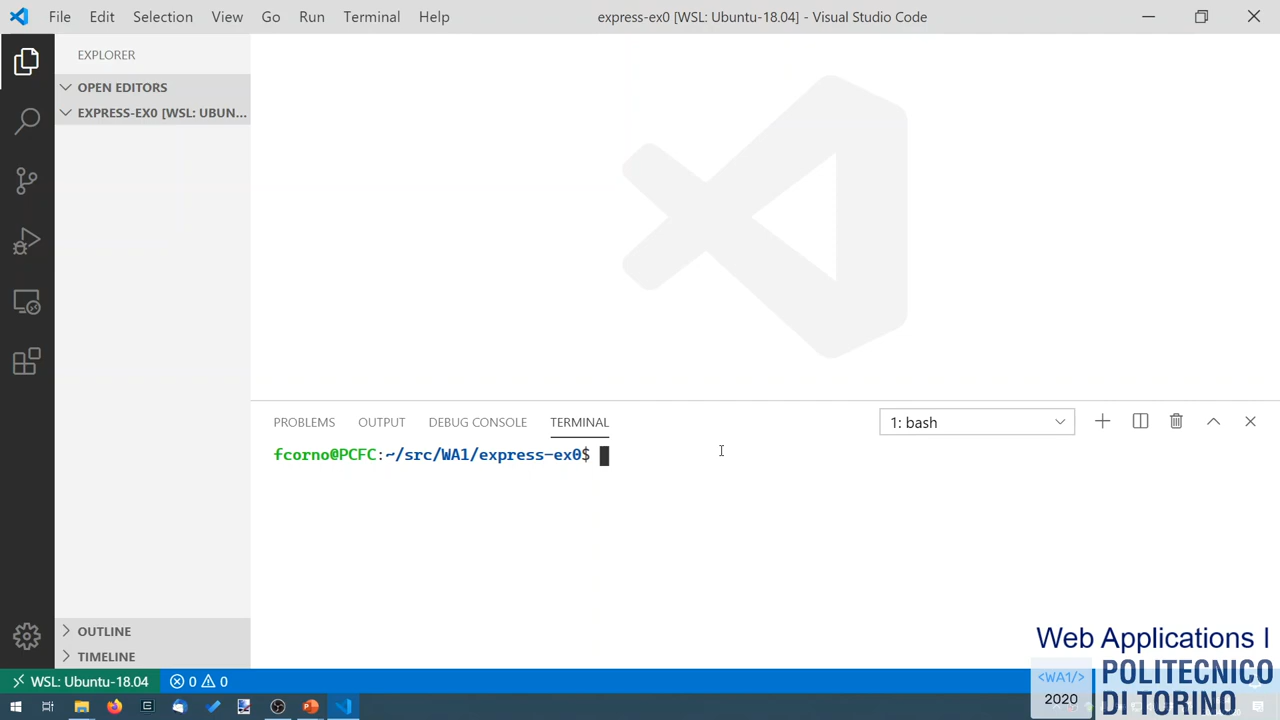 File Edit Selection View Go Run Terminal Help
express-ex0 [WSL: Ubuntu-18.04] - Visual Studio Code
EXPLORER
OPEN EDITORS
EXPRESS-EX0 [WSL: UBUN...
PROBLEMS OUTPUT DEBUG CONSOLE TERMINAL
1: bash
fcorno@PCFC:~/src/WA1/express-ex0$
OUTLINE
TIMELINE
WSL: Ubuntu-18.04
0 0
Web Applications I
<WA1/>
2020
POLITECNICO
DI TORINO